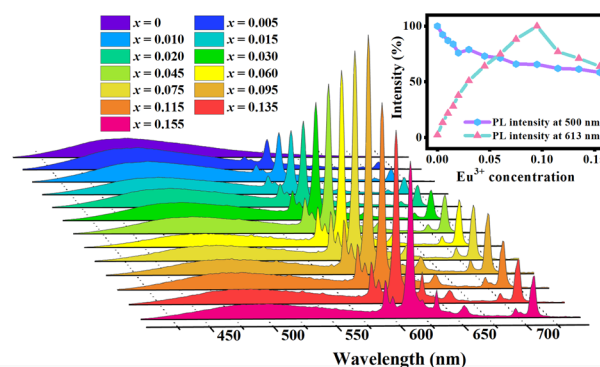 x = 0
x = 0.005
x = 0.010
x = 0.015
x = 0.020
x = 0.030
x = 0.045
x = 0.060
x = 0.075
x = 0.095
x = 0.115
x = 0.135
x = 0.155
Intensity (%)
100
50
0
PL intensity at 500 nm
PL intensity at 613 nm
0.00 0.05 0.10
Eu³⁺ concentration
450 500 550 600 650 700
Wavelength (nm)